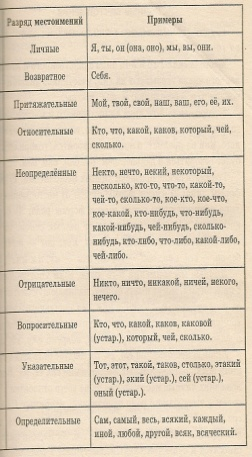 Разряд местоимений Примеры
Личные Я, ты, он (она, оно), мы, вы, они.
Возвратное Себя.
Притяжательные Мой, твой, свой, наш, ваш, его, её, их.
Относительные Кто, что, какой, каков, который, чей,
сколько.
Неопределённые Некто, нечто, некий, некоторый,
несколько, кто-то, что-то, какой-то,
чей-то, сколько-то, кое-кто, кое-что,
кое-какой, кто-нибудь, что-нибудь,
какой-нибудь, чей-нибудь, сколько-
нибудь, кто-либо, что-либо, какой-либо,
чей-либо.
Отрицательные Никто, ничто, никакой, ничей, некого,
нечего.
Вопросительные Кто, что, какой, каков, каковой
(устар.), который, чей, сколько.
Указательные Тот, этот, такой, таков, столько, этакий
(устар.), экий (устар.), сей (устар.),
оный (устар.).
Определительные Сам, самый, весь, всякий, каждый,
иной, любой, другой, всяк, всяческий.